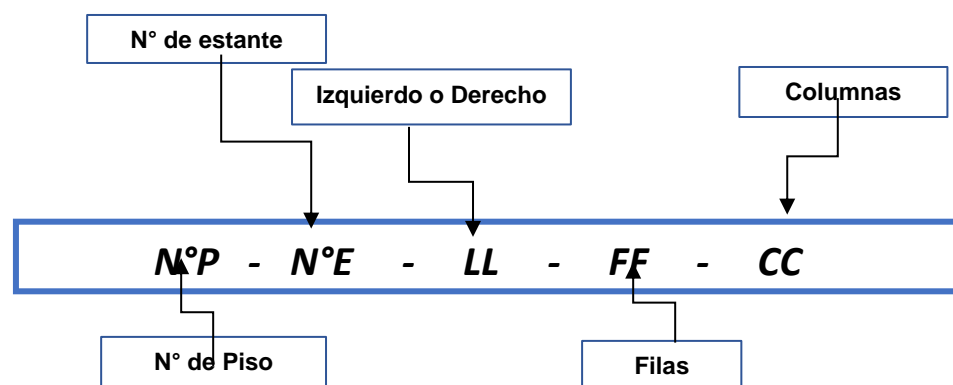 N° de estante
Izquierdo o Derecho
Columnas
N°P - N°E - LL - FF - CC
N° de Piso
Filas